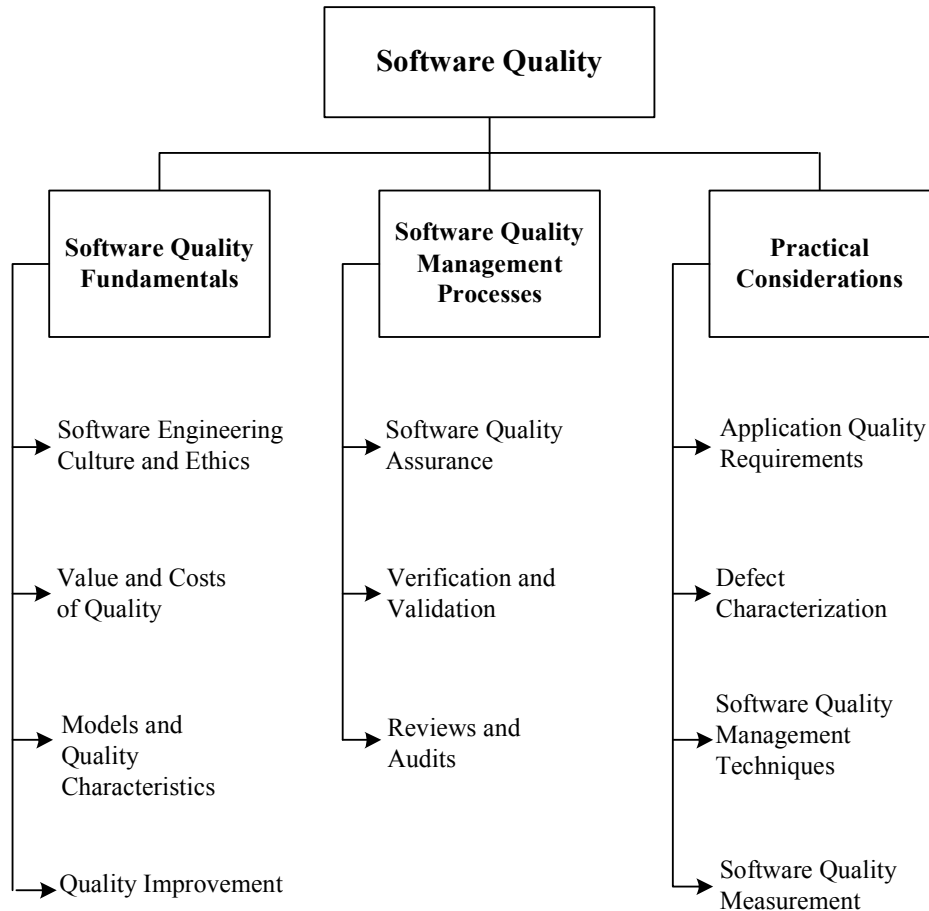 Software Quality
Software Quality
Fundamentals
Software Engineering
Culture and Ethics
Value and Costs
of Quality
Models and
Quality
Characteristics
Quality Improvement
Software Quality
Management
Processes
Software Quality
Assurance
Verification and
Validation
Reviews and
Audits
Practical
Considerations
Application Quality
Requirements
Defect
Characterization
Software Quality
Management
Techniques
Software Quality
Measurement